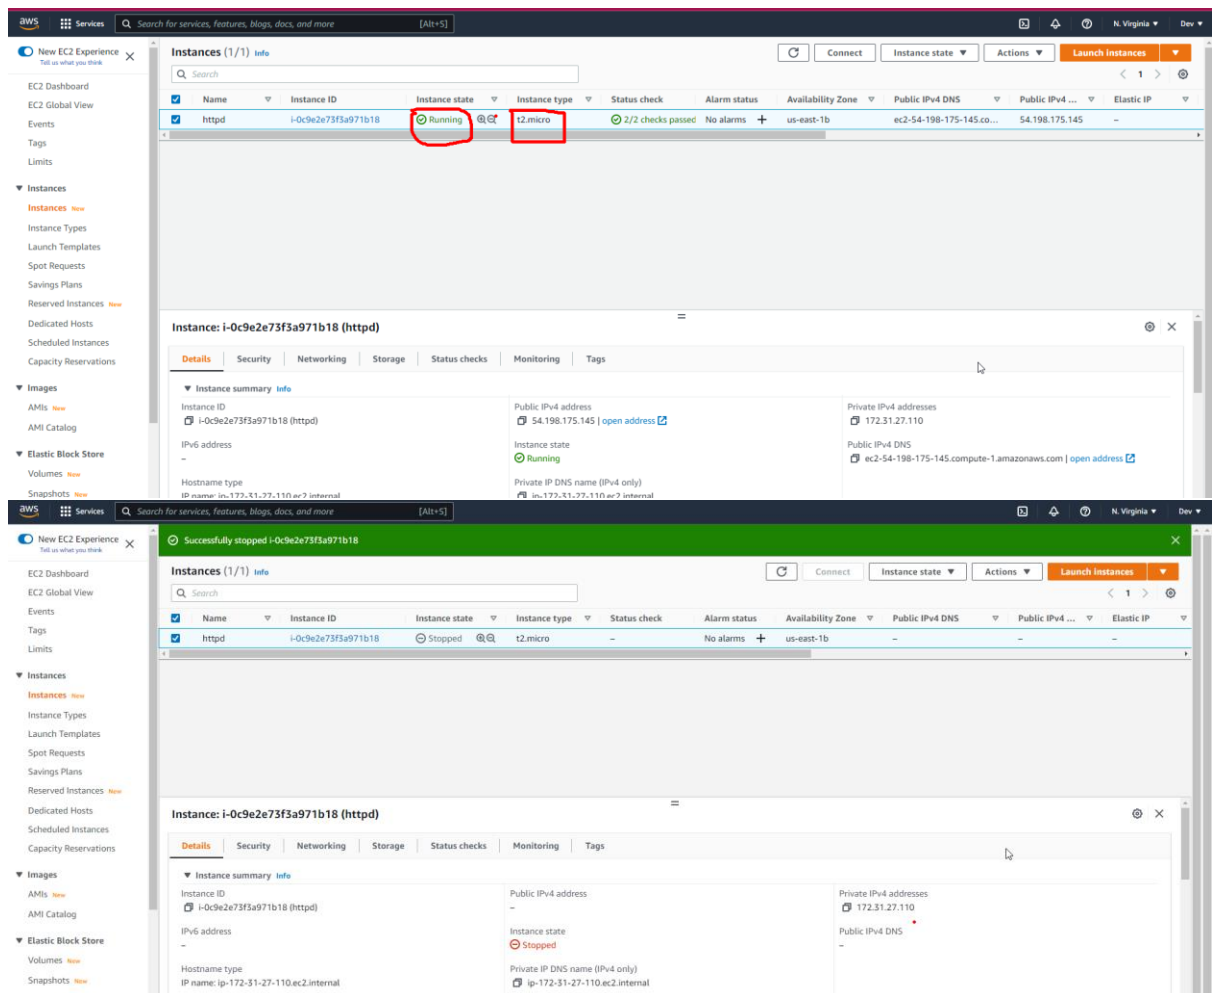 aws Services Search for services, features, blogs, docs, and more [Alt+S] N. Virginia Dev
New EC2 Experience
Tell us what you think
EC2 Dashboard
EC2 Global View
Events
Tags
Limits
Instances
Instances New
Instance Types
Launch Templates
Spot Requests
Savings Plans
Reserved Instances New
Dedicated Hosts
Scheduled Instances
Capacity Reservations
Images
AMIs New
AMI Catalog
Elastic Block Store
Volumes New
Snapshots New
Instances (1/1) Info Connect Instance state Actions Launch instances
Search 1
Name Instance ID Instance state Instance type Status check Alarm status Availability Zone Public IPv4 DNS Public IPv4 ... Elastic IP
httpd i-0c9e2e73f3a971b18 Running t2.micro 2/2 checks passed No alarms + us-east-1b ec2-54-198-175-145.co... 54.198.175.145 –
Instance: i-0c9e2e73f3a971b18 (httpd)
Details Security Networking Storage Status checks Monitoring Tags
Instance summary Info
Instance ID
i-0c9e2e73f3a971b18 (httpd)
Public IPv4 address
54.198.175.145 | open address
Private IPv4 addresses
172.31.27.110
IPv6 address
–
Instance state
Running
Public IPv4 DNS
ec2-54-198-175-145.compute-1.amazonaws.com | open address
Hostname type
IP name: ip-172-31-27-110.ec2.internal
Private IP DNS name (IPv4 only)
ip-172-31-27-110.ec2.internal
aws Services Search for services, features, blogs, docs, and more [Alt+S] N. Virginia Dev
New EC2 Experience
Tell us what you think
EC2 Dashboard
EC2 Global View
Events
Tags
Limits
Instances
Instances New
Instance Types
Launch Templates
Spot Requests
Savings Plans
Reserved Instances New
Dedicated Hosts
Scheduled Instances
Capacity Reservations
Images
AMIs New
AMI Catalog
Elastic Block Store
Volumes New
Snapshots New
Successfully stopped i-0c9e2e73f3a971b18
Instances (1/1) Info Connect Instance state Actions Launch instances
Search 1
Name Instance ID Instance state Instance type Status check Alarm status Availability Zone Public IPv4 DNS Public IPv4 ... Elastic IP
httpd i-0c9e2e73f3a971b18 Stopped t2.micro – No alarms + us-east-1b – – –
Instance: i-0c9e2e73f3a971b18 (httpd)
Details Security Networking Storage Status checks Monitoring Tags
Instance summary Info
Instance ID
i-0c9e2e73f3a971b18 (httpd)
Public IPv4 address
–
Private IPv4 addresses
172.31.27.110
IPv6 address
–
Instance state
Stopped
Public IPv4 DNS
–
Hostname type
IP name: ip-172-31-27-110.ec2.internal
Private IP DNS name (IPv4 only)
ip-172-31-27-110.ec2.internal